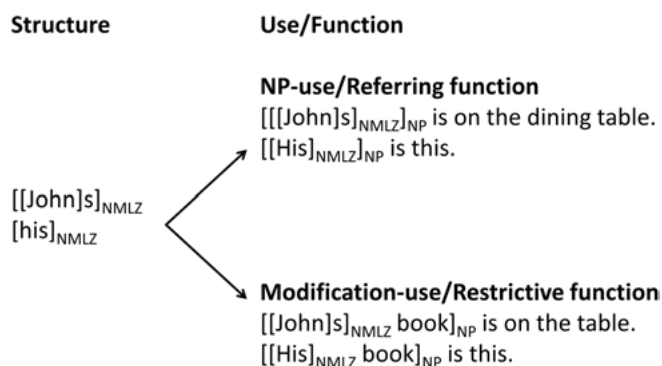 Structure
Use/Function
NP-use/Referring function
[[[John]s]NMLZ]NP is on the dining table.
[[His]NMLZ]NP is this.
[[John]s]NMLZ
[his]NMLZ
Modification-use/Restrictive function
[[John]s]NMLZ book]NP is on the table.
[[His]NMLZ book]NP is this.